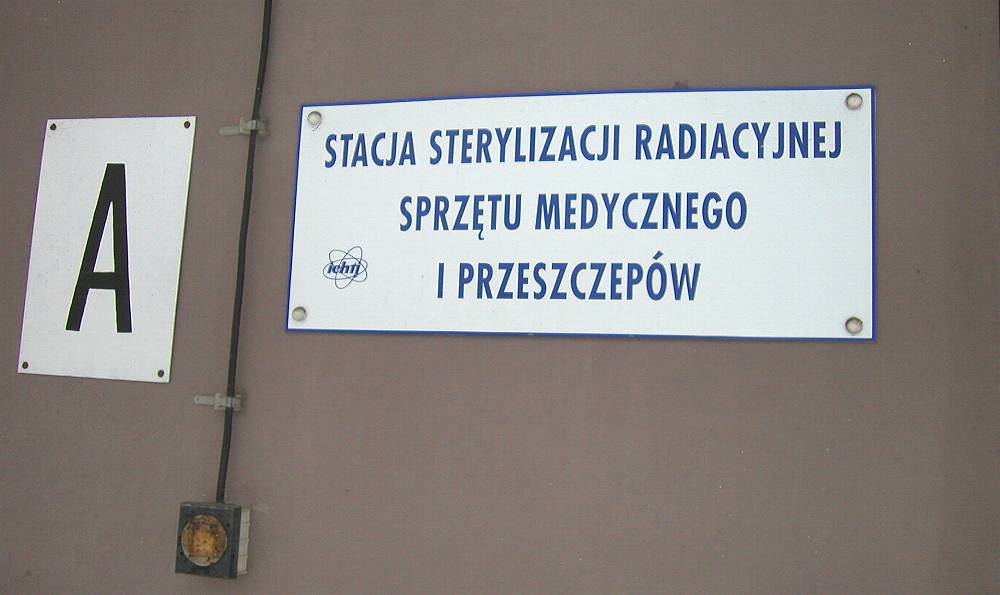 A
STACJA STERYLIZACJI RADIACYJNEJ
SPRZĘTU MEDYCZNEGO
I PRZESZCZEPÓW
ichtj